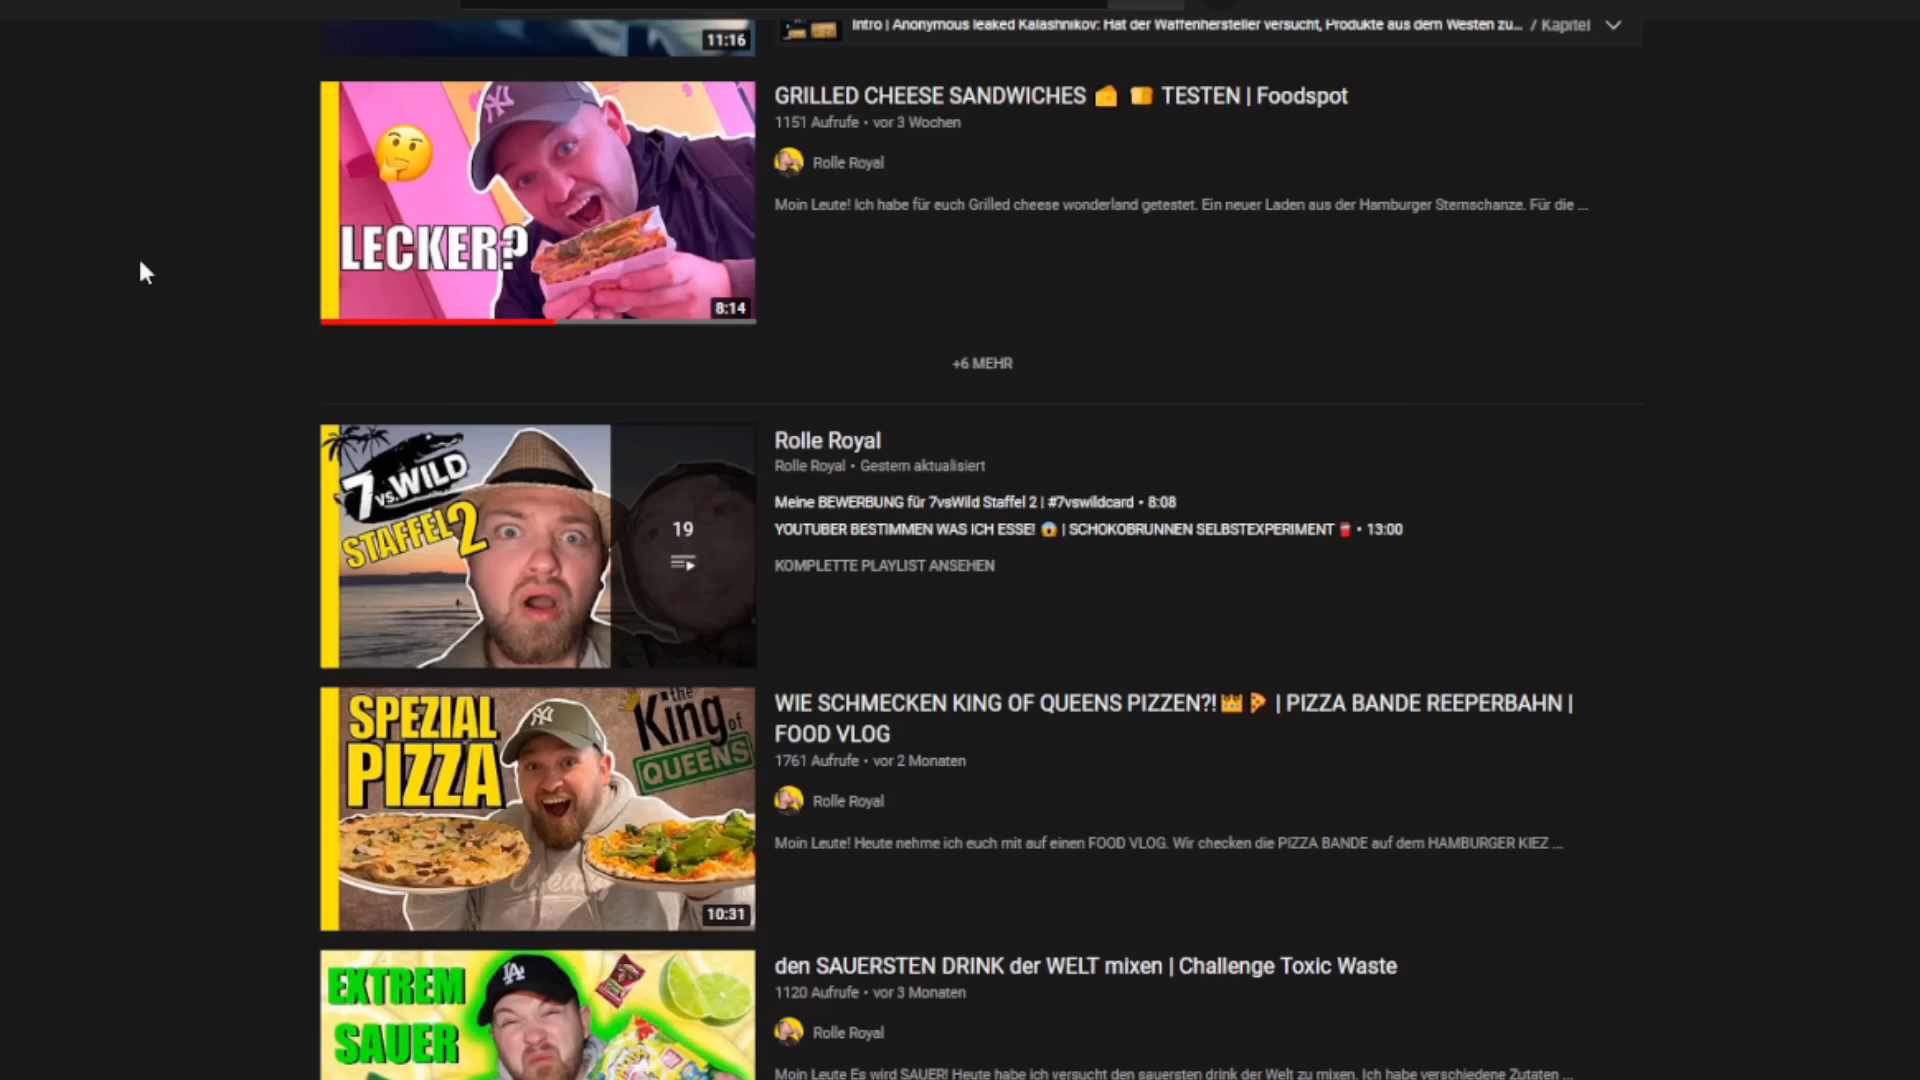 11:16
Intro | Anonymous leaked Kalashnikov: Hat der Waffenhersteller versucht, Produkte aus dem Westen zu... 7 Kapitel
LECKER?
8:14
GRILLED CHEESE SANDWICHES 🧀 🍞 TESTEN | Foodspot
1151 Aufrufe • vor 3 Wochen
Rolle Royal
Moin Leute! Ich habe für euch Grilled cheese wonderland getestet. Ein neuer Laden aus der Hamburger Sternschanze. Für die ...
+6 MEHR
7 vs. WILD
STAFFEL 2
19
Rolle Royal
Rolle Royal • Gestern aktualisiert
Meine BEWERBUNG für 7vsWild Staffel 2 | #7vswildcard • 8:08
YOUTUBER BESTIMMEN WAS ICH ESSE! 😱 | SCHOKOBRUNNEN SELBSTEXPERIMENT 🥫 • 13:00
KOMPLETTE PLAYLIST ANSEHEN
SPEZIAL
PIZZA
the
King of
QUEENS
10:31
WIE SCHMECKEN KING OF QUEENS PIZZEN?! 👑 🍕 | PIZZA BANDE REEPERBAHN |
FOOD VLOG
1761 Aufrufe • vor 2 Monaten
Rolle Royal
Moin Leute! Heute nehme ich euch mit auf einen FOOD VLOG. Wir checken die PIZZA BANDE auf dem HAMBURGER KIEZ ...
EXTREM
SAUER
den SAUERSTEN DRINK der WELT mixen | Challenge Toxic Waste
1120 Aufrufe • vor 3 Monaten
Rolle Royal
Moin Leute Es wird SAUER! Heute habe ich versucht den sauersten drink der Welt zu mixen. Ich habe verschiedene Zutaten ...